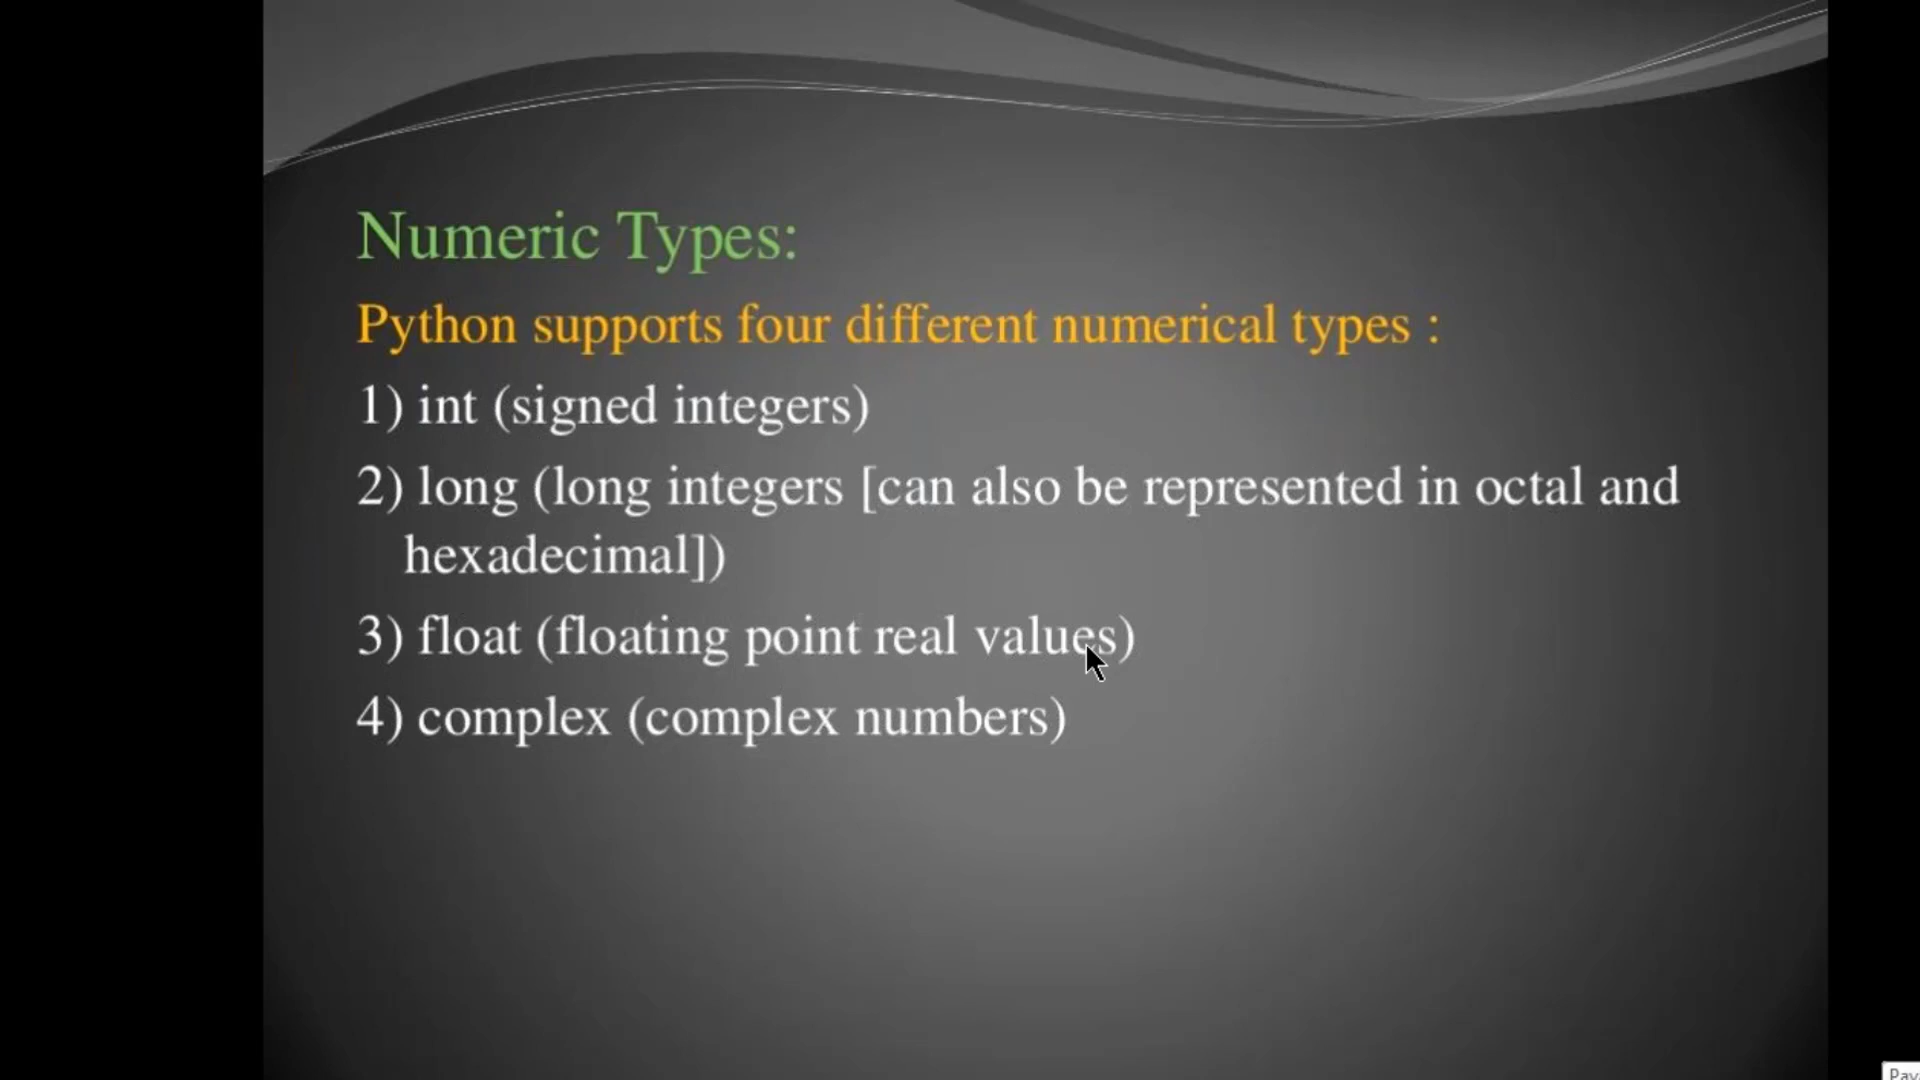 Numeric Types:
Python supports four different numerical types :
1) int (signed integers)
2) long (long integers [can also be represented in octal and
hexadecimal])
3) float (floating point real values)
4) complex (complex numbers)